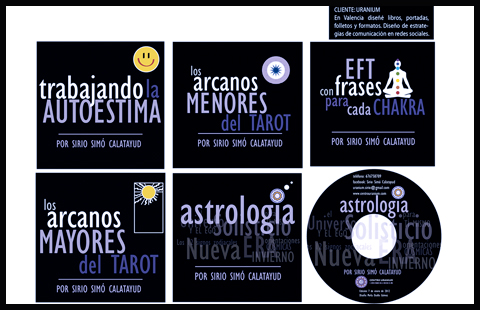 CLIENTE: URANIUM
En Valencia diseñé libros, portadas,
folletos y formatos. Diseño de estrate-
gias de comunicación en redes sociales.
trabajando la
AUTOESTIMA
POR SIRIO SIMÓ CALATAYUD
los
arcanos
MENORES
del TAROT
POR SIRIO SIMÓ CALATAYUD
EFT
con frases
para
cada CHAKRA
POR SIRIO SIMÓ CALATAYUD
los
arcanos
MAYORES
del TAROT
POR SIRIO SIMÓ CALATAYUD
astrología
Solsticio
Nueva ERA
INVIERNO
POR SIRIO SIMÓ CALATAYUD
astrología
el para
Universo
Solsticio
Nueva ERA
INVIERNO
POR SIRIO SIMÓ CALATAYUD